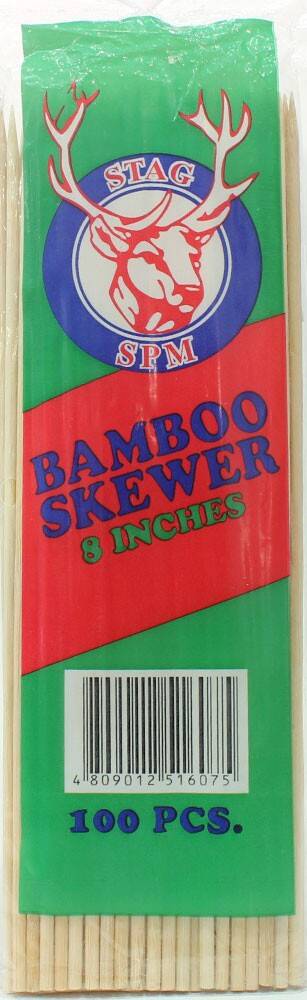 STAG
SPM
BAMBOO
SKEWER
8 INCHES
4 809012 516075
100 PCS.